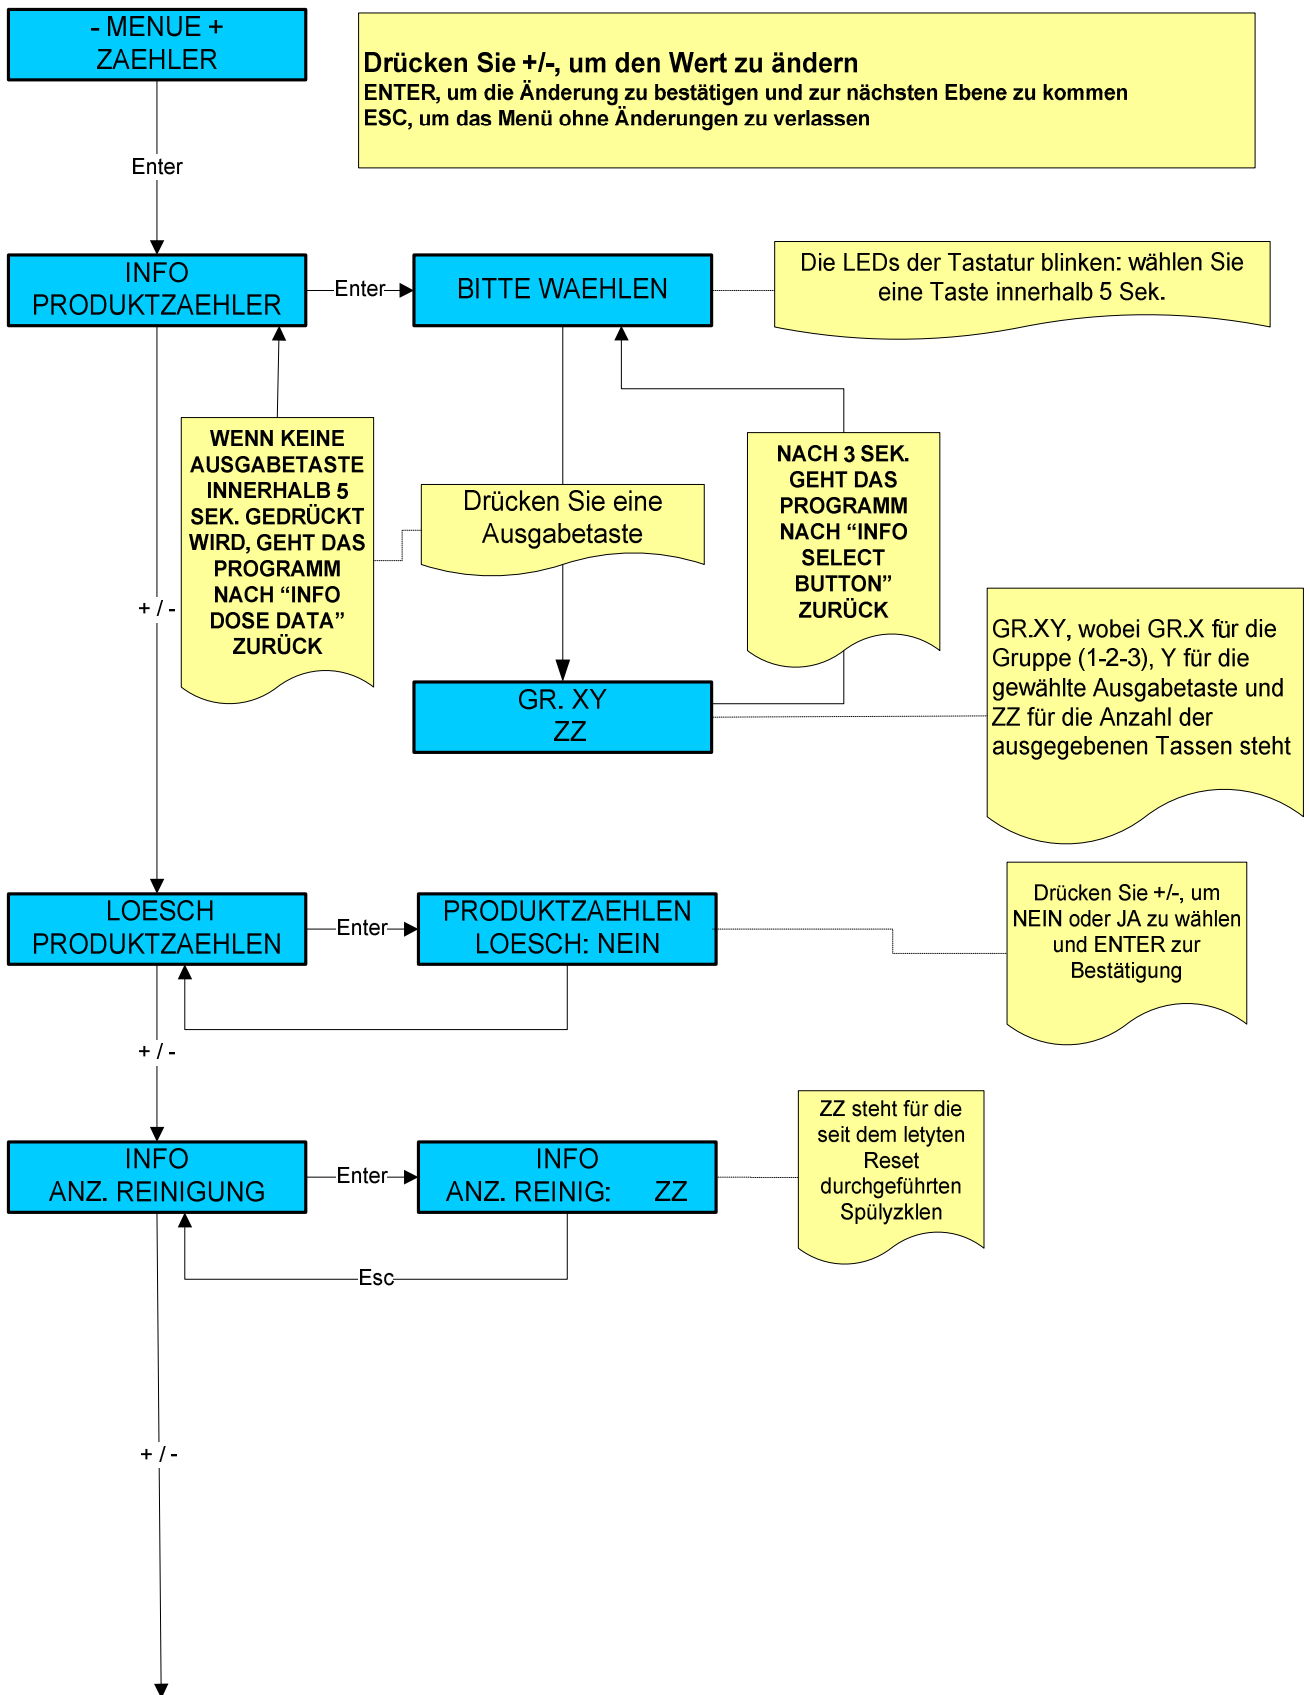 - MENUE +
ZAEHLER
Drücken Sie +/-, um den Wert zu ändern
ENTER, um die Änderung zu bestätigen und zur nächsten Ebene zu kommen
ESC, um das Menü ohne Änderungen zu verlassen
Enter
INFO
PRODUKTZAEHLER
Enter
BITTE WAEHLEN
Die LEDs der Tastatur blinken: wählen Sie
eine Taste innerhalb 5 Sek.
WENN KEINE
AUSGABETASTE
INNERHALB 5
SEK. GEDRÜCKT
WIRD, GEHT DAS
PROGRAMM
NACH “INFO
DOSE DATA”
ZURÜCK
Drücken Sie eine
Ausgabetaste
NACH 3 SEK.
GEHT DAS
PROGRAMM
NACH “INFO
SELECT
BUTTON”
ZURÜCK
+ / -
GR. XY
ZZ
GR.XY, wobei GR.X für die
Gruppe (1-2-3), Y für die
gewählte Ausgabetaste und
ZZ für die Anzahl der
ausgegebenen Tassen steht
LOESCH
PRODUKTZAEHLEN
Enter
PRODUKTZAEHLEN
LOESCH: NEIN
Drücken Sie +/-, um
NEIN oder JA zu wählen
und ENTER zur
Bestätigung
+ / -
INFO
ANZ. REINIGUNG
Enter
INFO
ANZ. REINIG: ZZ
ZZ steht für die
seit dem letyten
Reset
durchgeführten
Spülyzklen
Esc
+ / -